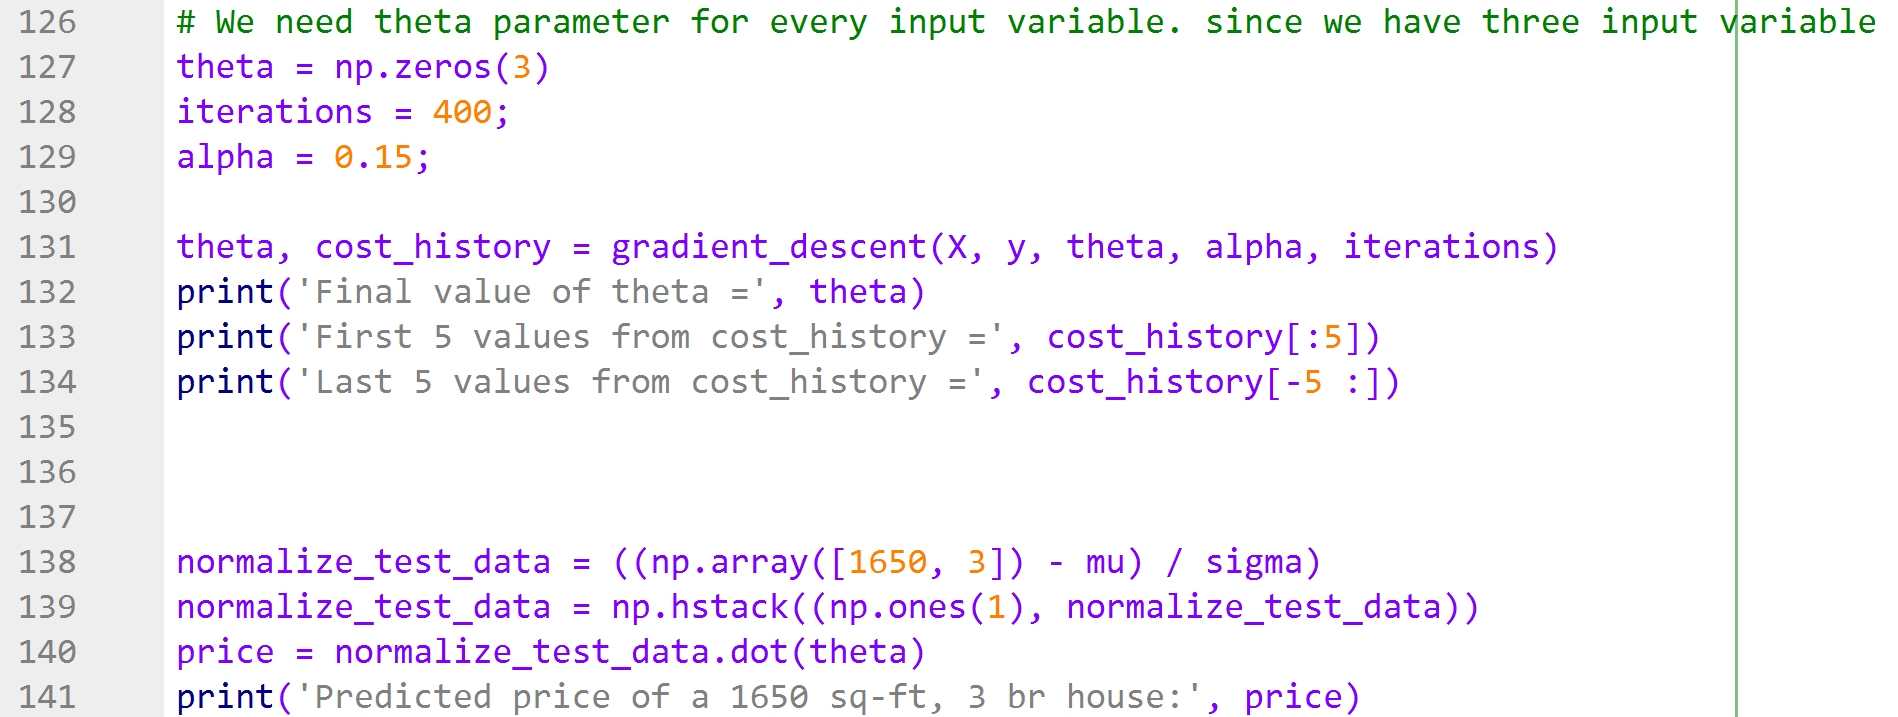 126 # We need theta parameter for every input variable. since we have three input variable
127 theta = np.zeros(3)
128 iterations = 400;
129 alpha = 0.15;
130
131 theta, cost_history = gradient_descent(X, y, theta, alpha, iterations)
132 print('Final value of theta =', theta)
133 print('First 5 values from cost_history =', cost_history[:5])
134 print('Last 5 values from cost_history =', cost_history[-5 :])
135
136
137
138 normalize_test_data = ((np.array([1650, 3]) - mu) / sigma)
139 normalize_test_data = np.hstack((np.ones(1), normalize_test_data))
140 price = normalize_test_data.dot(theta)
141 print('Predicted price of a 1650 sq-ft, 3 br house:', price)